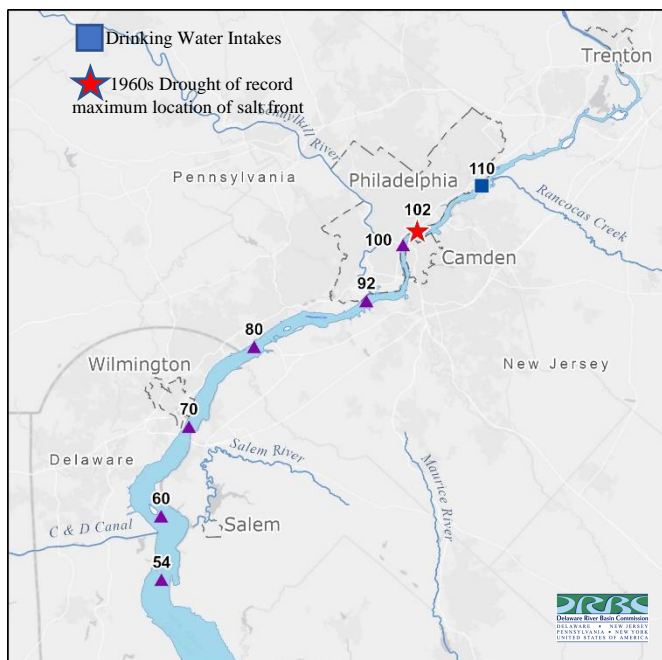 Drinking Water Intakes
1960s Drought of record
maximum location of salt front
Trenton
Schuylkill River
Pennsylvania
Philadelphia
110
Rancocas Creek
102
100
Camden
92
80
New Jersey
Wilmington
70
Delaware
Salem River
Maurice River
60
C & D Canal
Salem
54
DRBC
Delaware River Basin Commission
DELAWARE • NEW JERSEY
PENNSYLVANIA • NEW YORK
UNITED STATES OF AMERICA